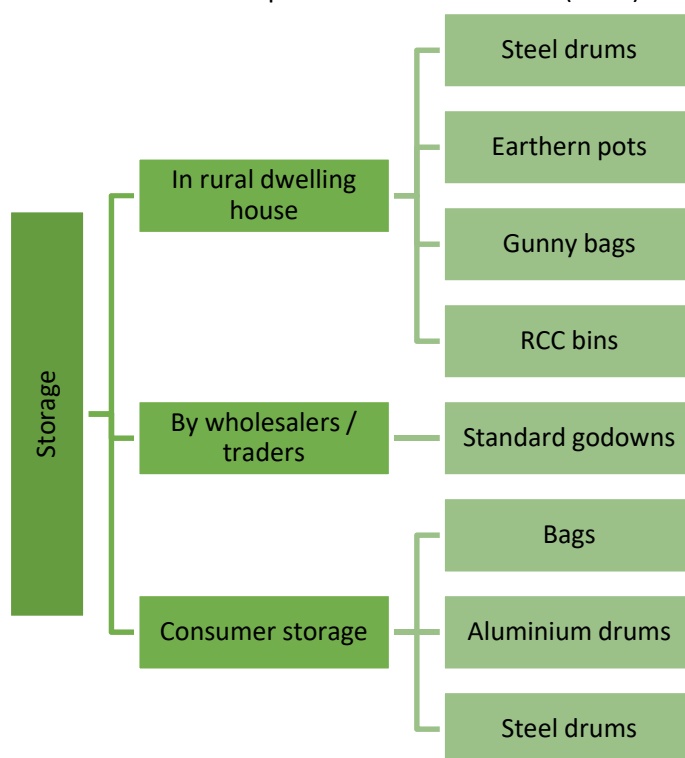 Steel drums
Earthern pots
In rural dwelling
house
Gunny bags
RCC bins
Storage
By wholesalers /
traders
Standard godowns
Bags
Consumer storage
Aluminium drums
Steel drums